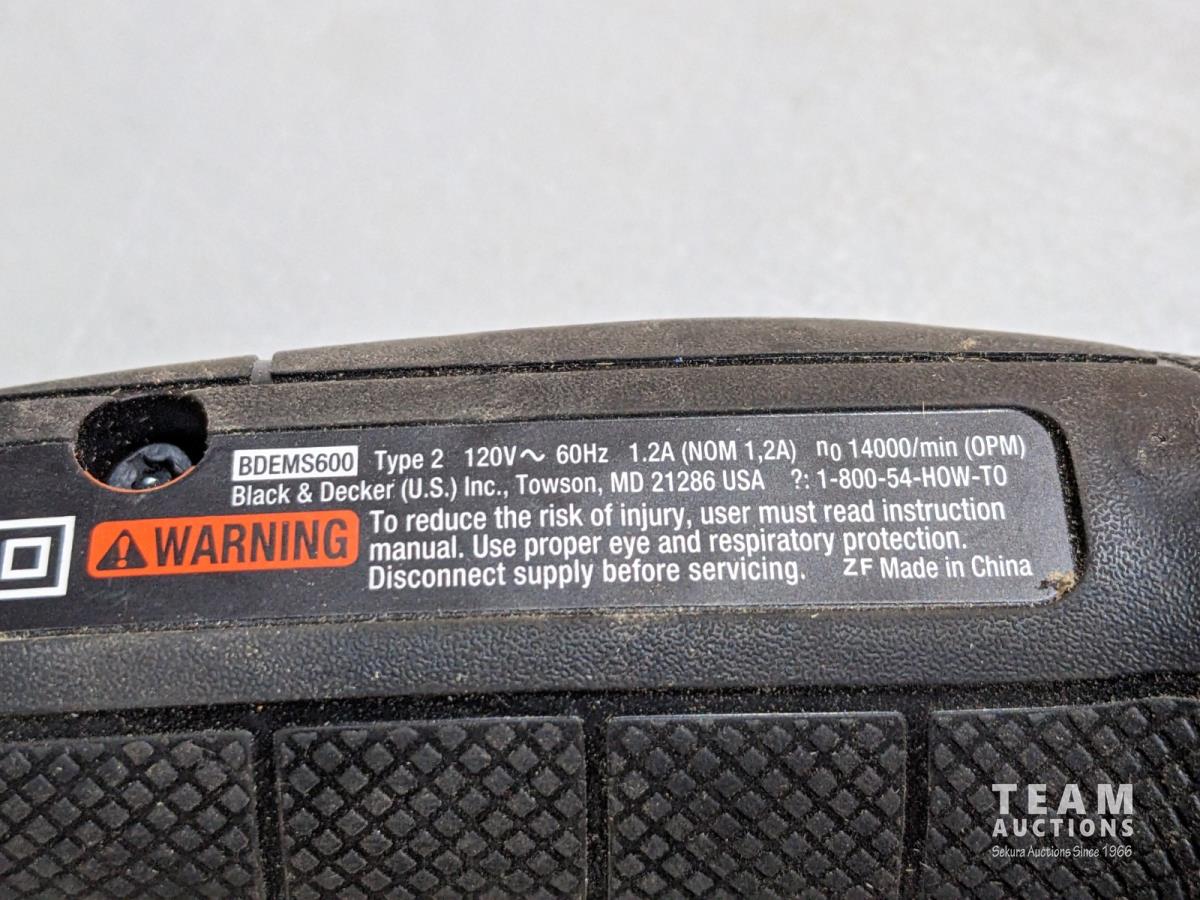 BDEMS600 Type 2 120V~ 60Hz 1.2A (NOM 1,2A) n0 14000/min (OPM)
Black & Decker (U.S.) Inc., Towson, MD 21286 USA ?: 1-800-54-HOW-TO
WARNING To reduce the risk of injury, user must read instruction
manual. Use proper eye and respiratory protection.
Disconnect supply before servicing. ZF Made in China
TEAM
AUCTIONS
Sekura Auctions Since 1966